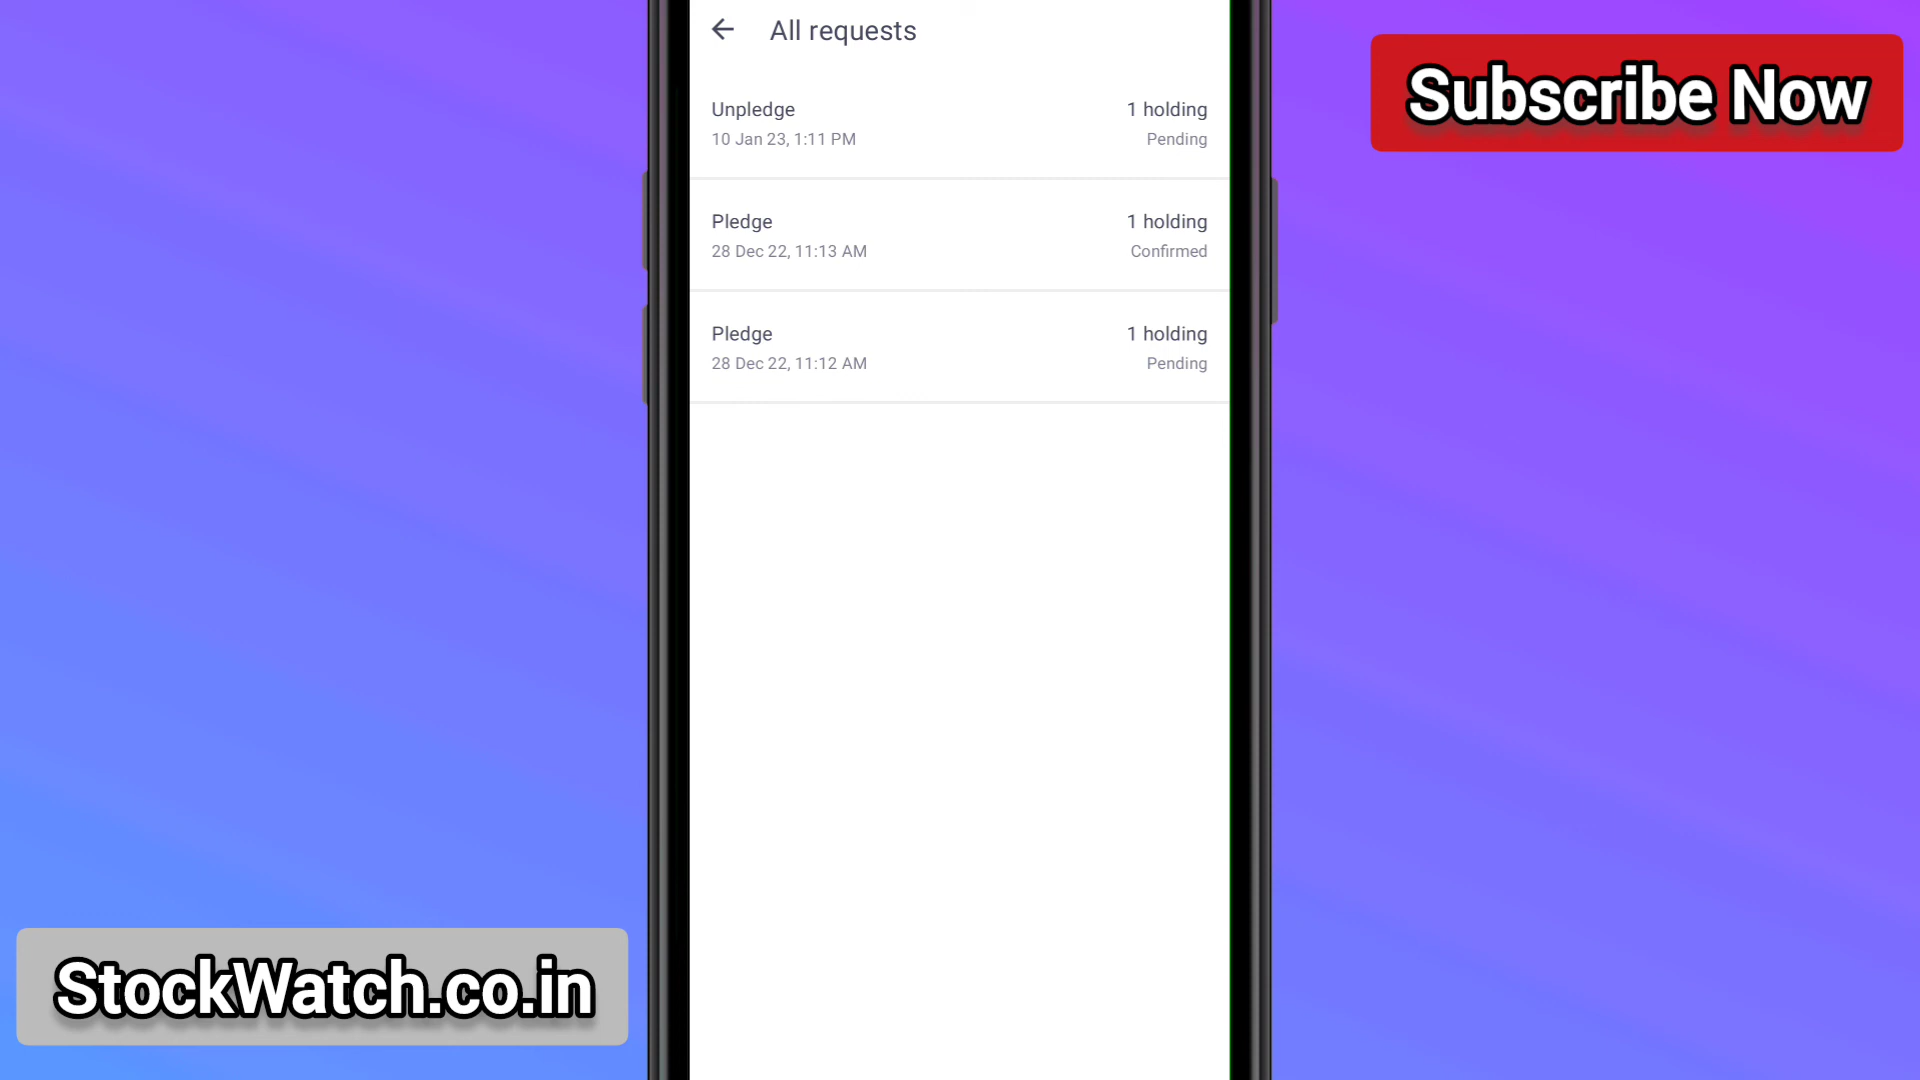 All requests
Subscribe Now
Unpledge
1 holding
10 Jan 23, 1:11 PM
Pending
Pledge
1 holding
28 Dec 22, 11:13 AM
Confirmed
Pledge
1 holding
28 Dec 22, 11:12 AM
Pending
StockWatch.co.in